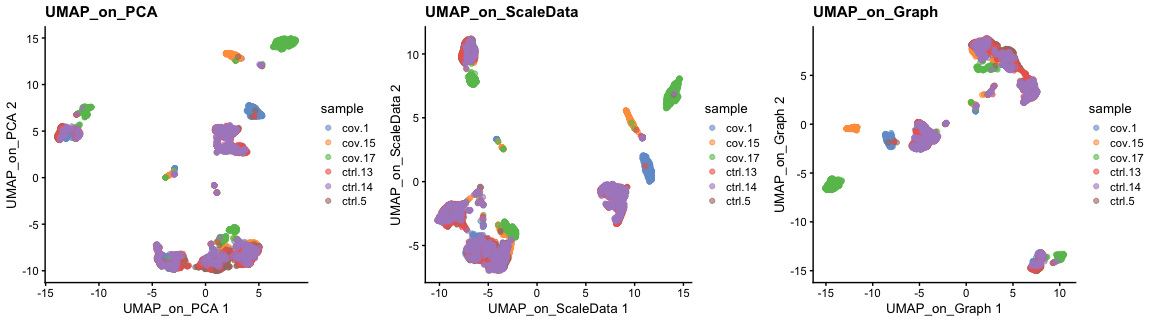 UMAP_on_PCA
UMAP_on_PCA 2
15
10
5
0
-5
-10
-15
-10
-5
0
5
UMAP_on_PCA 1
sample
cov.1
cov.15
cov.17
ctrl.13
ctrl.14
ctrl.5
UMAP_on_ScaleData
UMAP_on_ScaleData 2
10
5
0
-5
-10
-5
0
5
10
15
UMAP_on_ScaleData 1
sample
cov.1
cov.15
cov.17
ctrl.13
ctrl.14
ctrl.5
UMAP_on_Graph
UMAP_on_Graph 2
5
0
-5
-10
-15
-15
-10
-5
0
5
10
UMAP_on_Graph 1
sample
cov.1
cov.15
cov.17
ctrl.13
ctrl.14
ctrl.5